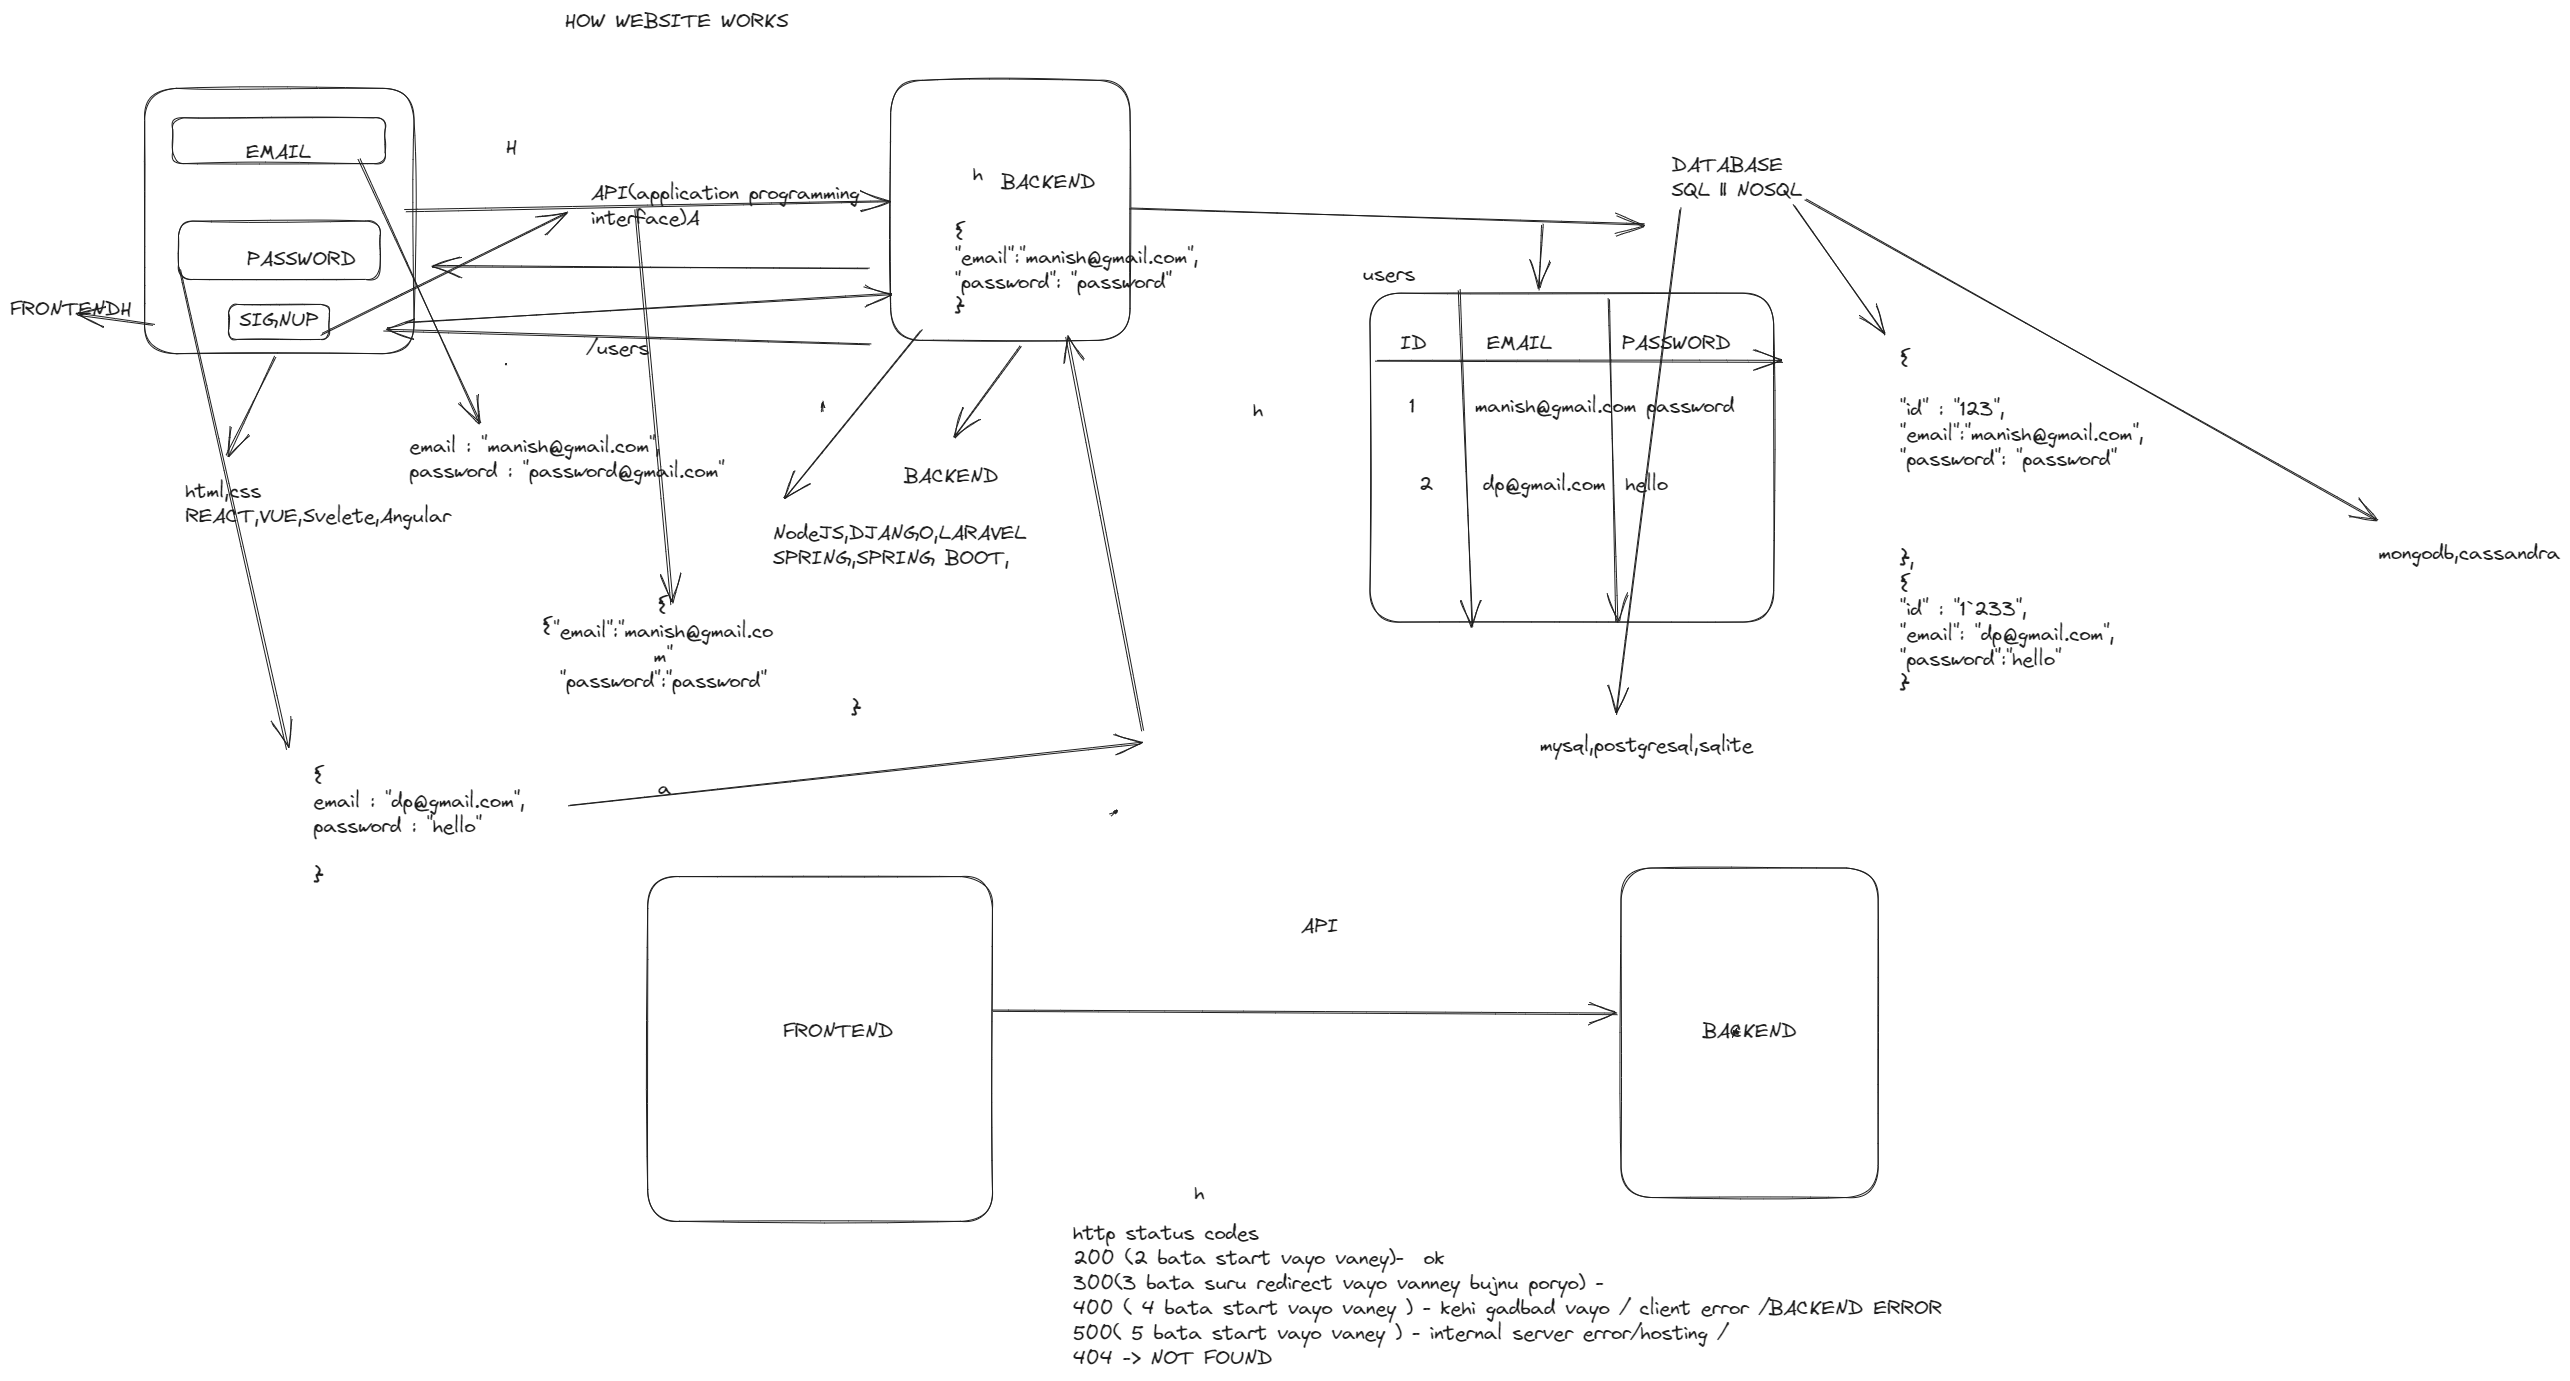 HOW WEBSITE WORKS
EMAIL
PASSWORD
SIGNUP
FRONTENDH
H
API(application programming
interface)A
/users
h
BACKEND
{
"email":"manish@gmail.com",
"password": "password"
}
DATABASE
SQL || NOSQL
users
ID EMAIL PASSWORD
1 manish@gmail.com password
2 dp@gmail.com hello
{
"id" : "123",
"email":"manish@gmail.com",
"password": "password"
},
{
"id" : "1`233",
"email": "dp@gmail.com",
"password":"hello"
}
mongodb,cassandra
mysql,postgresql,sqlite
h
email : "manish@gmail.com",
password : "password@gmail.com"
html,css
REACT,VUE,Svelete,Angular
BACKEND
NodeJS,DJANGO,LARAVEL
SPRING,SPRING BOOT,
{
{"email":"manish@gmail.co
m"
"password":"password"
}
{
email : "dp@gmail.com",
password : "hello"
}
a
FRONTEND
API
BACKEND
h
http status codes
200 (2 bata start vayo vaney)- ok
300(3 bata suru redirect vayo vanney bujnu poryo) -
400 ( 4 bata start vayo vaney ) - kehi gadbad vayo / client error /BACKEND ERROR
500( 5 bata start vayo vaney ) - internal server error/hosting /
404 -> NOT FOUND